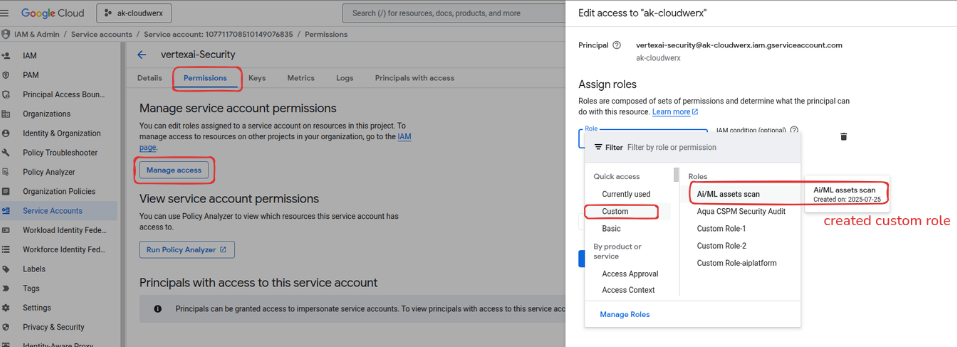 Google Cloud
ak-cloudwerx
Search (/) for resources, docs, products, and more
IAM & Admin / Service accounts / Service account: 107711708510149076835 / Permissions
IAM
PAM
Principal Access Boun...
Organizations
Identity & Organization
Policy Troubleshooter
Policy Analyzer
Organization Policies
Service Accounts
Workload Identity Fed...
Workforce Identity Fed...
Labels
Tags
Settings
Privacy & Security
Identity-Aware Proxy
vertexai-Security
Details
Permissions
Keys
Metrics
Logs
Principals with access
Manage service account permissions
You can edit roles assigned to a service account on resources in this project. To
manage access to resources on other projects in your organization, go to the IAM
page.
Manage access
View service account permissions
You can use Policy Analyzer to view which resources this service account has
access to.
Run Policy Analyzer
Principals with access to this service account
Principals can be granted access to impersonate service accounts. To view principals with access to this service acc
Edit access to "ak-cloudwerx"
Principal
vertexai-security@ak-cloudwerx.iam.gserviceaccount.com
ak-cloudwerx
Assign roles
Roles are composed of sets of permissions and determine what the principal can
do with this resource. Learn more
Role
IAM condition (optional)
Filter Filter by role or permission
Quick access
Currently used
Custom
Basic
By product or
service
Access Approval
Access Context
Roles
Ai/ML assets scan
Aqua CSPM Security Audit
Custom Role-1
Custom Role-2
Custom Role-aiplatform
Manage Roles
Ai/ML assets scan
Created on: 2025-07-25
created custom role